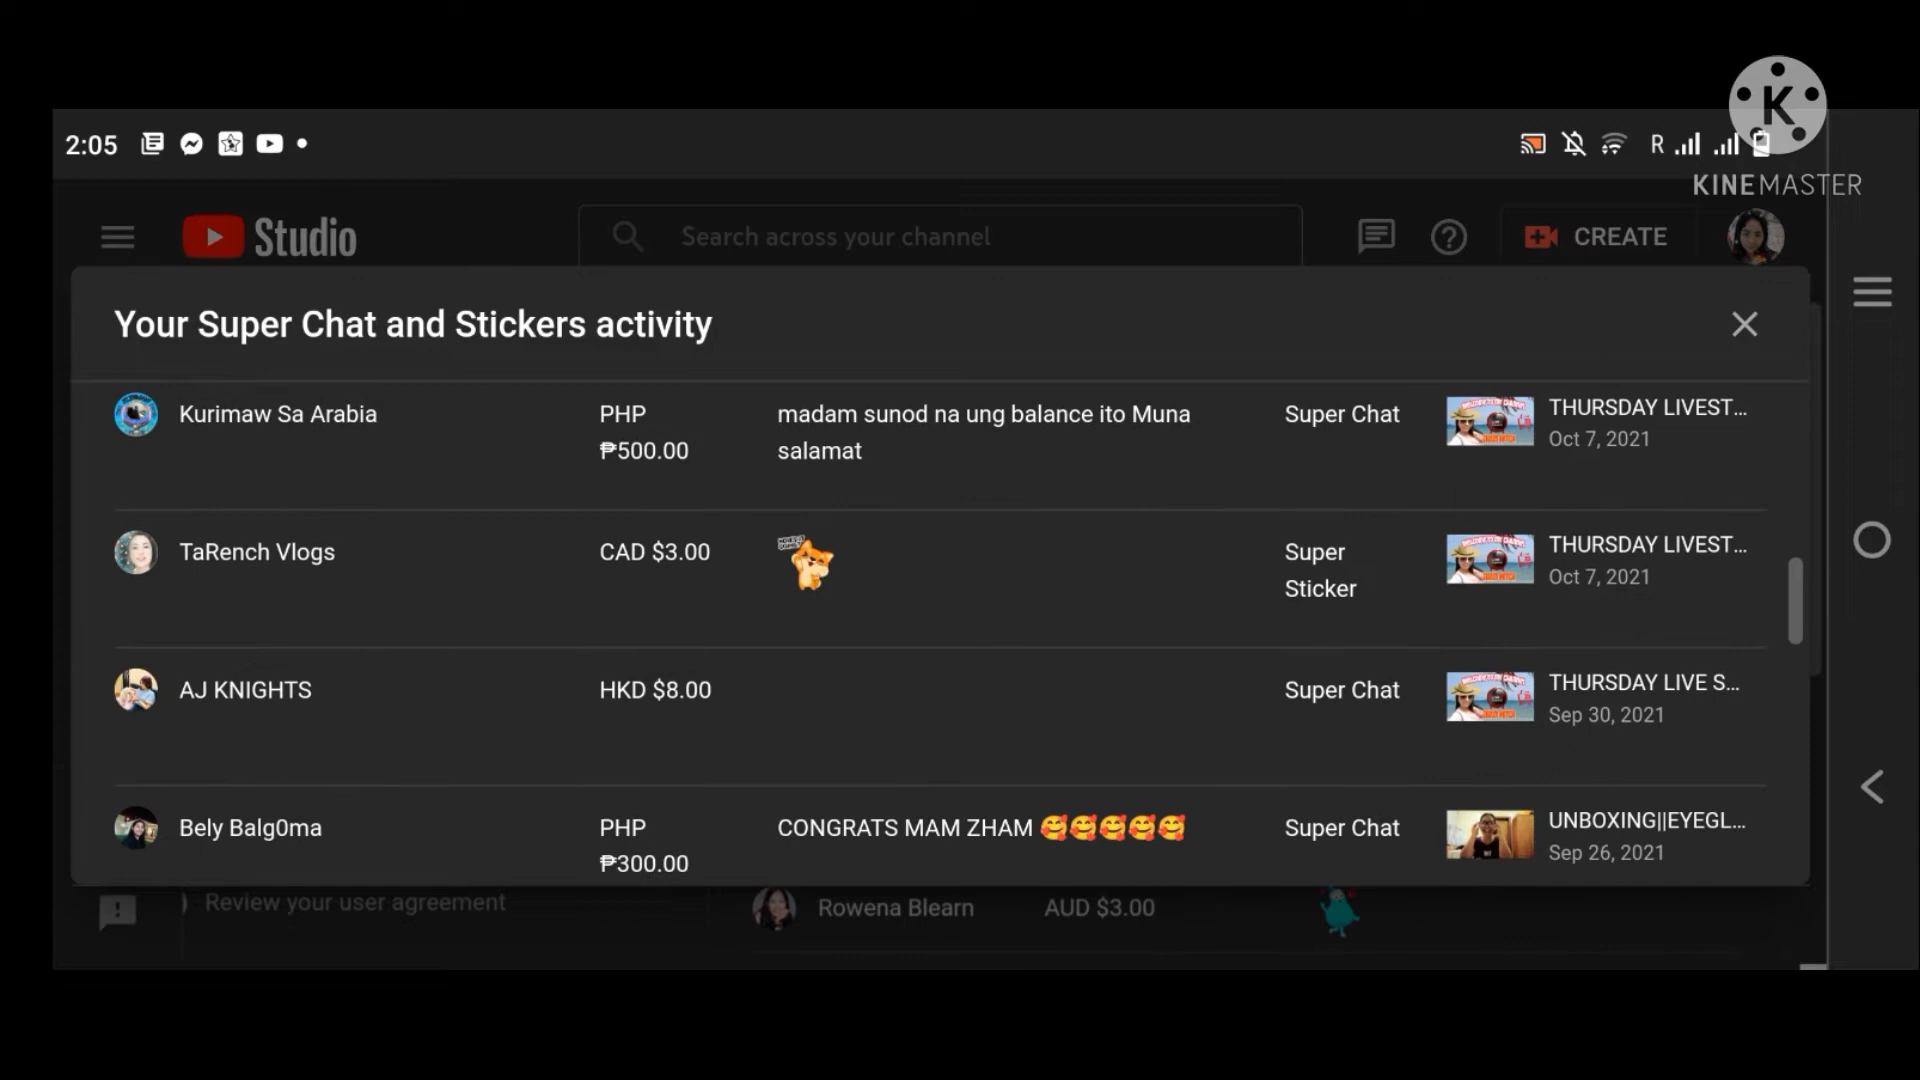 2:05
R
K
KINEMASTER
Studio
Search across your channel
CREATE
Your Super Chat and Stickers activity
Kurimaw Sa Arabia
PHP
₱500.00
madam sunod na ung balance ito Muna
salamat
Super Chat
THURSDAY LIVEST...
Oct 7, 2021
TaRench Vlogs
CAD $3.00
Super
Sticker
THURSDAY LIVEST...
Oct 7, 2021
AJ KNIGHTS
HKD $8.00
Super Chat
THURSDAY LIVE S...
Sep 30, 2021
Bely Balg0ma
PHP
₱300.00
CONGRATS MAM ZHAM 🥰🥰🥰🥰🥰
Super Chat
UNBOXING||EYEGL...
Sep 26, 2021
Review your user agreement
Rowena Blearn
AUD $3.00